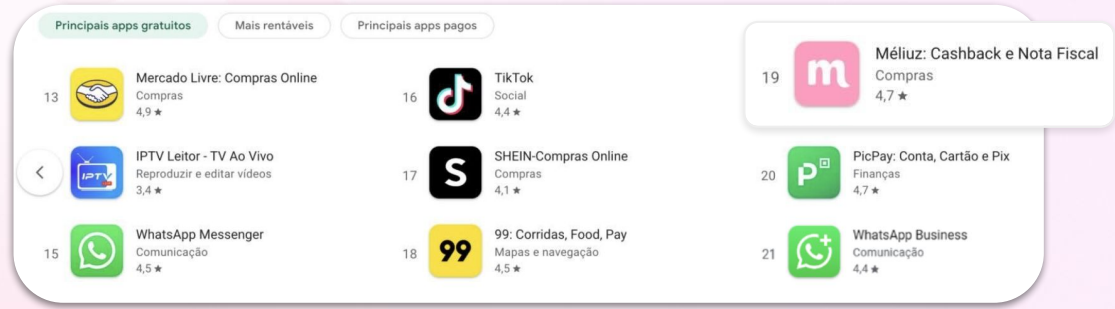 Principais apps gratuitos
Mais rentáveis
Principais apps pagos
13
Mercado Livre: Compras Online
Compras
4,9 ★
IPTV
IPTV Leitor - TV Ao Vivo
Reproduzir e editar vídeos
3,4 ★
15
WhatsApp Messenger
Comunicação
4,5 ★
16
TikTok
Social
4,4 ★
17
S
SHEIN-Compras Online
Compras
4,1 ★
18
99
99: Corridas, Food, Pay
Mapas e navegação
4,5 ★
19
m
Méliuz: Cashback e Nota Fiscal
Compras
4,7 ★
20
P
PicPay: Conta, Cartão e Pix
Finanças
4,7 ★
21
WhatsApp Business
Comunicação
4,4 ★